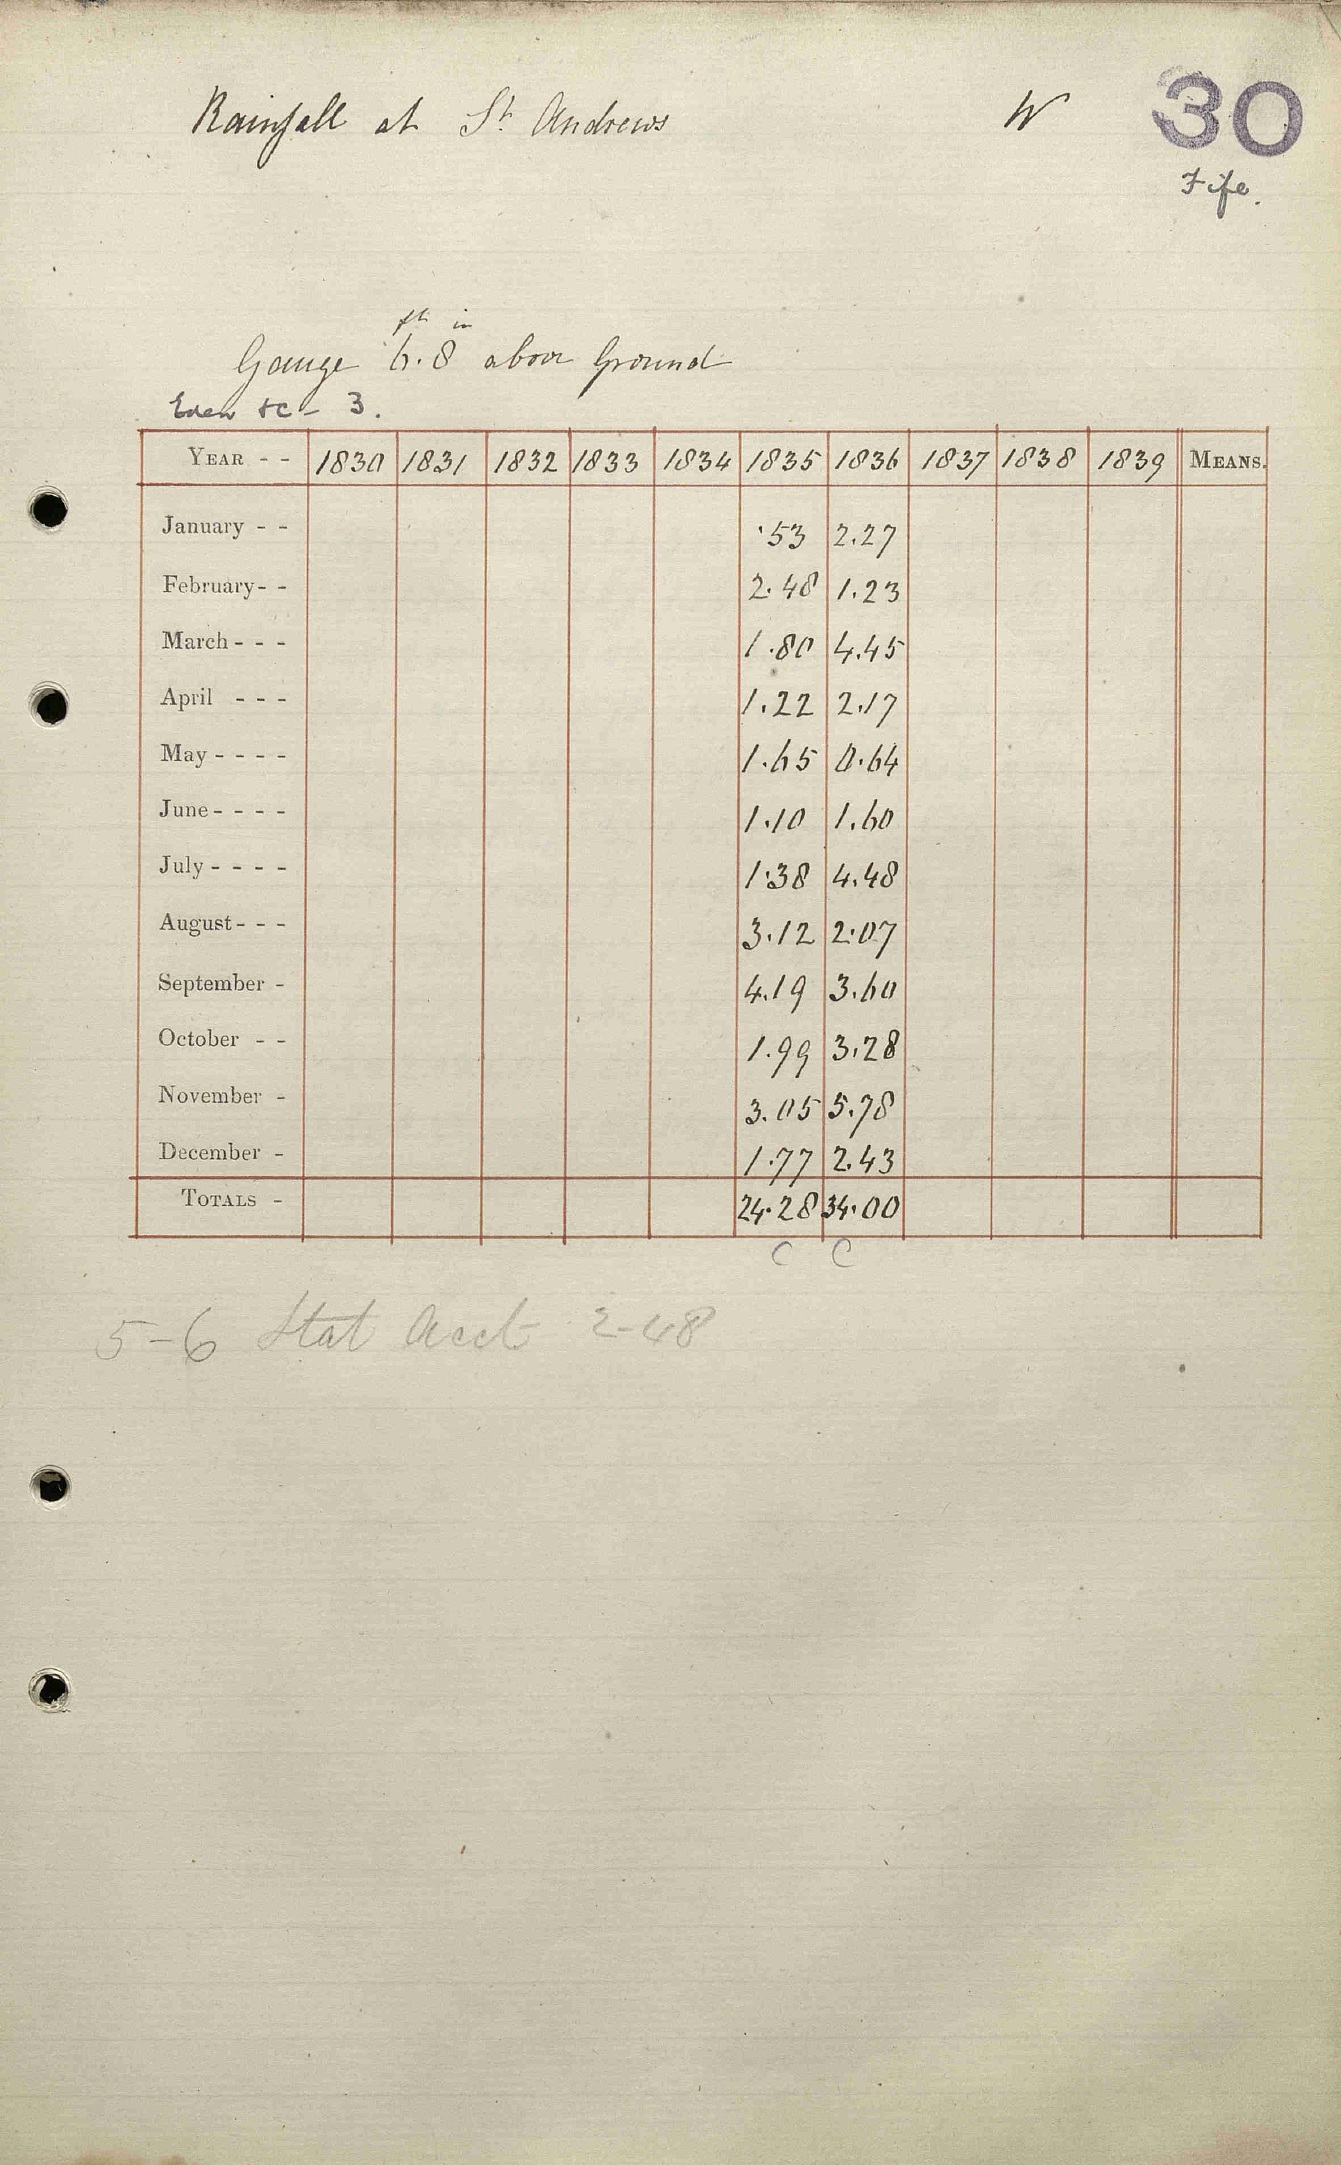 Rainfall at St. Andrews W 30
Fife.
ft in
Gauge 6.8 above Ground
Eden &c - 3.
YEAR - - 1830 1831 1832 1833 1834 1835 1836 1837 1838 1839 MEANS.
January - - .53 2.27
February - - 2.48 1.23
March - - - 1.80 4.45
April - - - 1.22 2.17
May - - - - 1.65 0.64
June - - - - 1.10 1.60
July - - - - 1.38 4.48
August - - - 3.12 2.07
September - 4.19 3.60
October - - 1.99 3.28
November - 3.05 5.78
December - 1.77 2.43
TOTALS - 24.28 34.00
C C
5-6 Stat Acct 2-48